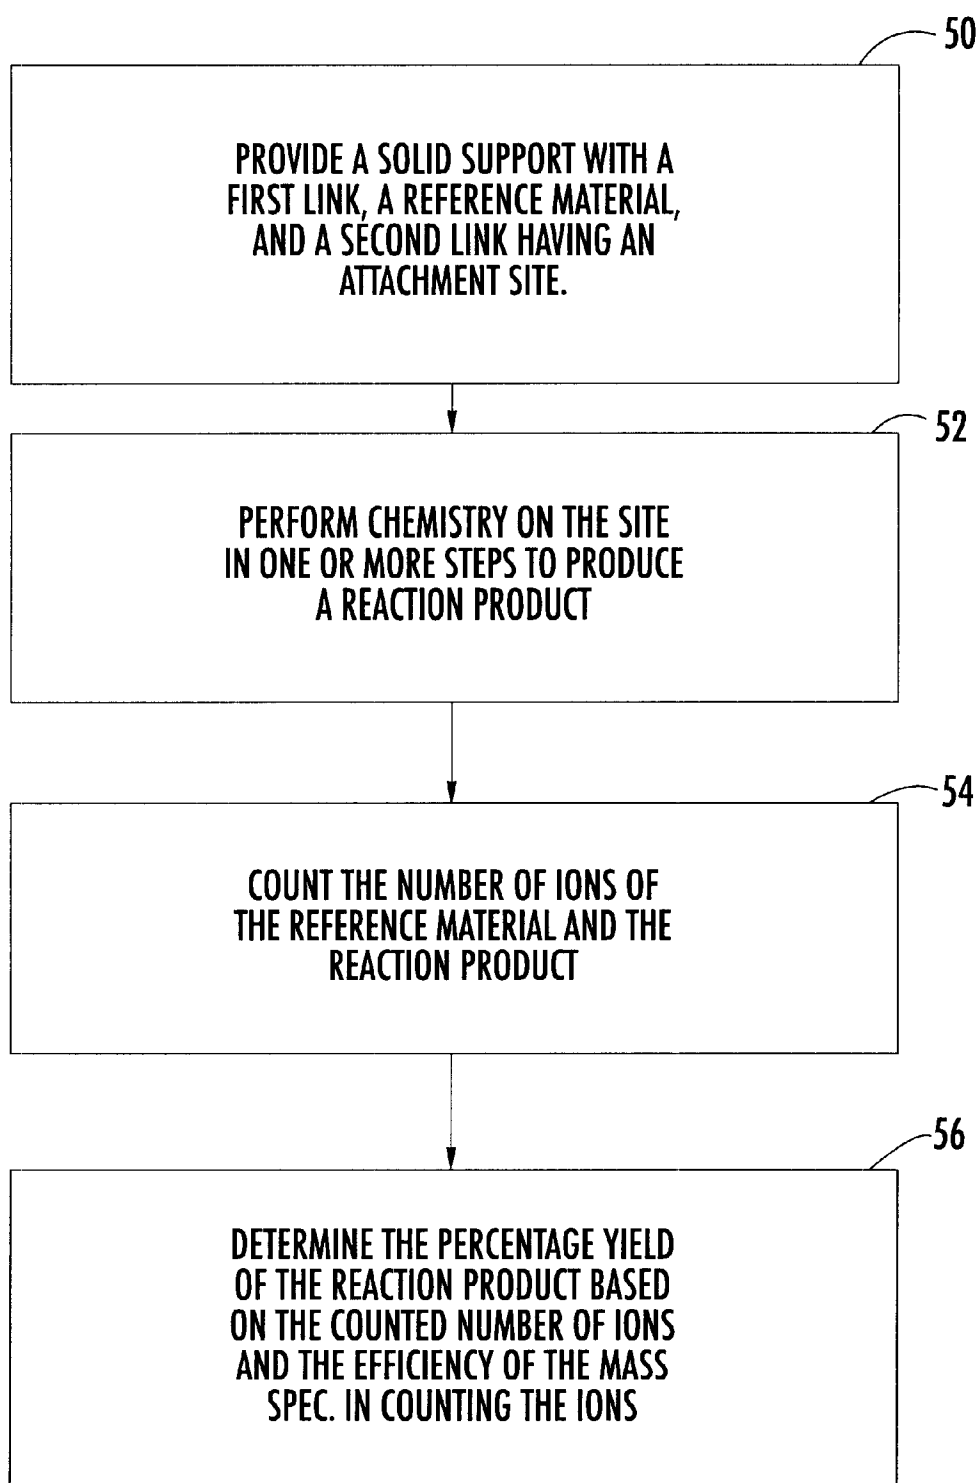 50
PROVIDE A SOLID SUPPORT WITH A
FIRST LINK, A REFERENCE MATERIAL,
AND A SECOND LINK HAVING AN
ATTACHMENT SITE.
52
PERFORM CHEMISTRY ON THE SITE
IN ONE OR MORE STEPS TO PRODUCE
A REACTION PRODUCT
54
COUNT THE NUMBER OF IONS OF
THE REFERENCE MATERIAL AND THE
REACTION PRODUCT
56
DETERMINE THE PERCENTAGE YIELD
OF THE REACTION PRODUCT BASED
ON THE COUNTED NUMBER OF IONS
AND THE EFFICIENCY OF THE MASS
SPEC. IN COUNTING THE IONS